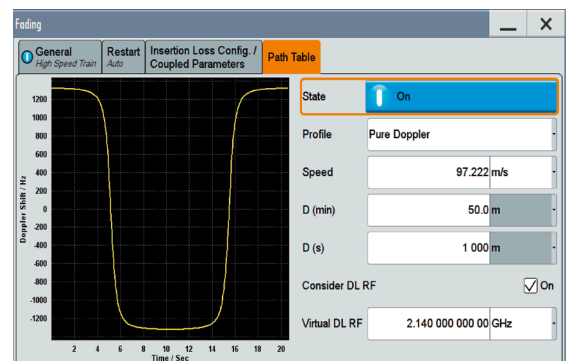 Fading
General
High Speed Train
Restart
Auto
Insertion Loss Config. /
Coupled Parameters
Path Table
Doppler Shift / Hz
1200
1000
800
600
400
200
0
-200
-400
-600
-800
-1000
-1200
2 4 6 8 10 12 14 16 18 20
Time / Sec
State On
Profile Pure Doppler
Speed 97.222 m/s
D (min) 50.0 m
D (s) 1 000 m
Consider DL RF On
Virtual DL RF 2.140 000 000 00 GHz